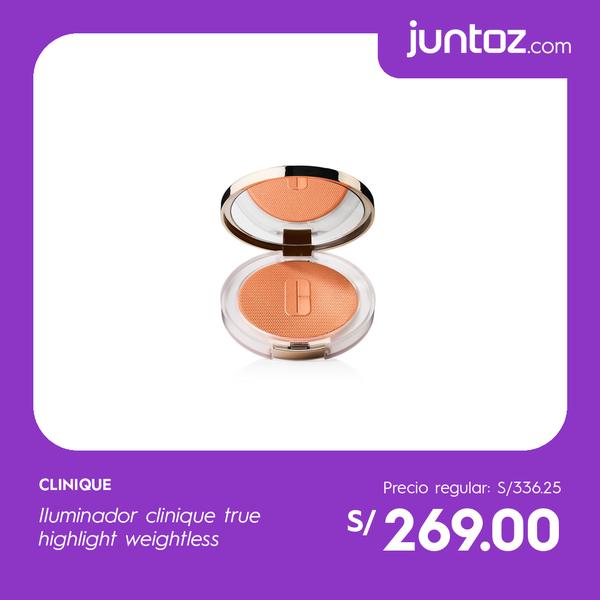 juntoz.com
CLINIQUE
Iluminador clinique true
highlight weightless
Precio regular: S/336.25
S/ 269.00